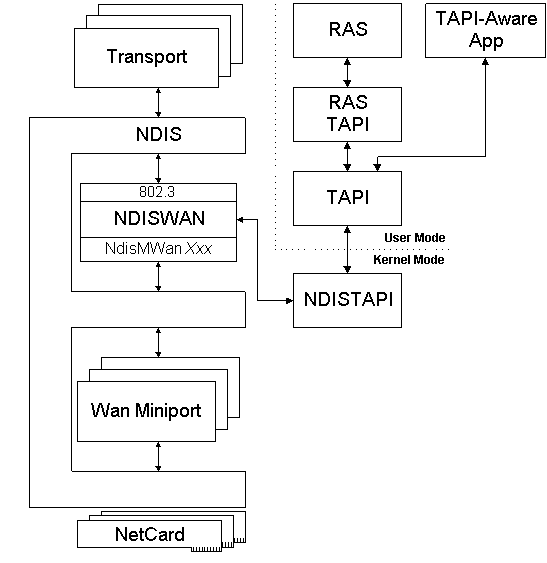 Transport
NDIS
802.3
NDISWAN
NdisMWan Xxx
Wan Miniport
NetCard
RAS
TAPI-Aware
App
RAS
TAPI
TAPI
User Mode
Kernel Mode
NDISTAPI